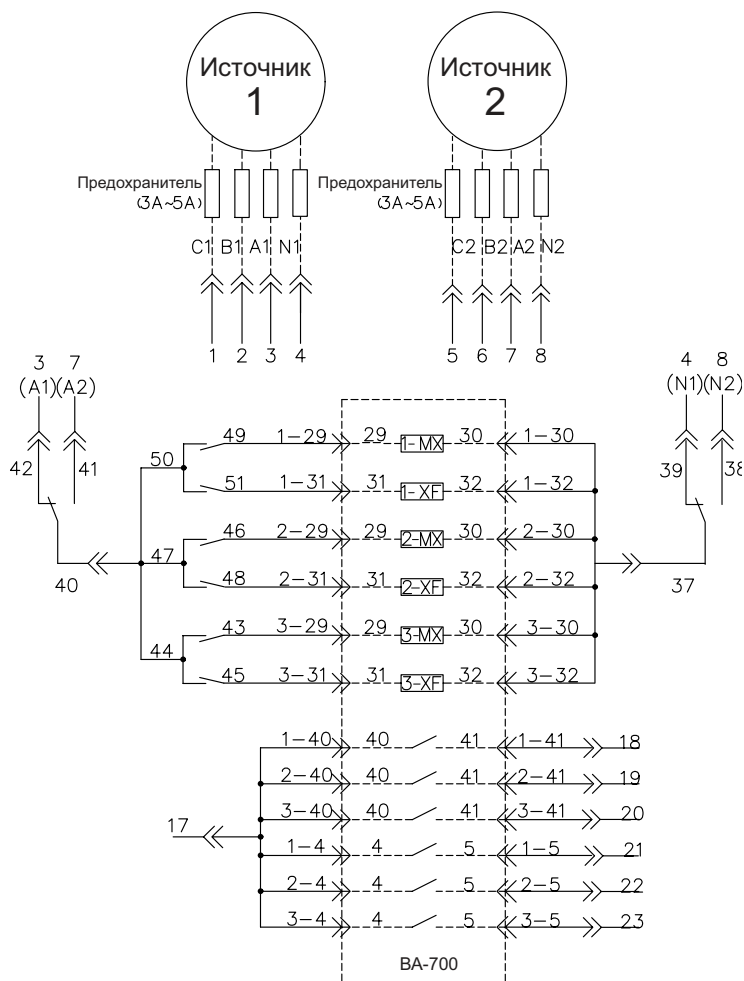 Источник 1
Источник 2
Предохранитель (3A~5A)
Предохранитель (3A~5A)
C1 B1 A1 N1
C2 B2 A2 N2
1 2 3 4
5 6 7 8
3 7
(A1)(A2)
4 8
(N1)(N2)
42 41
39 38
50 49 1-29 29 1-MX 30 1-30
51 1-31 31 1-XF 32 1-32
46 2-29 29 2-MX 30 2-30
47
40
37
48 2-31 31 2-XF 32 2-32
43 3-29 29 3-MX 30 3-30
44
45 3-31 31 3-XF 32 3-32
1-40 40 41 1-41 18
2-40 40 41 2-41 19
3-40 40 41 3-41 20
17
1-4 4 5 1-5 21
2-4 4 5 2-5 22
3-4 4 5 3-5 23
BA-700